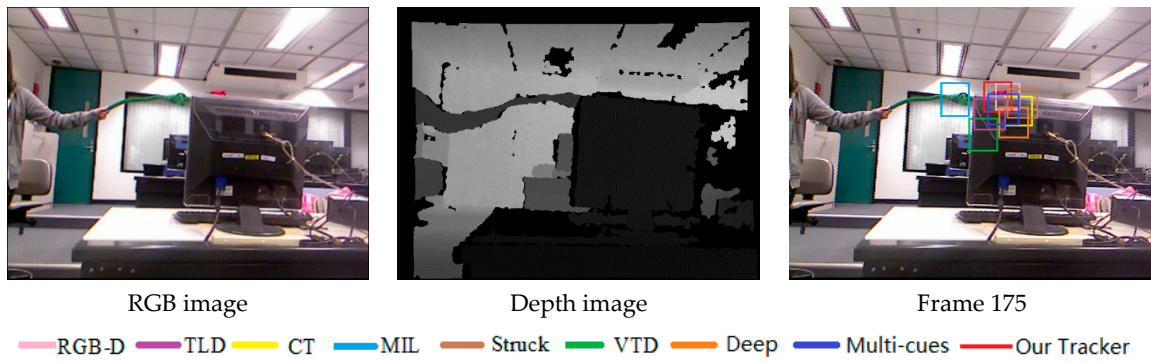 RGB image
Depth image
Frame 175
RGB-D TLD CT MIL Struck VTD Deep Multi-cues Our Tracker